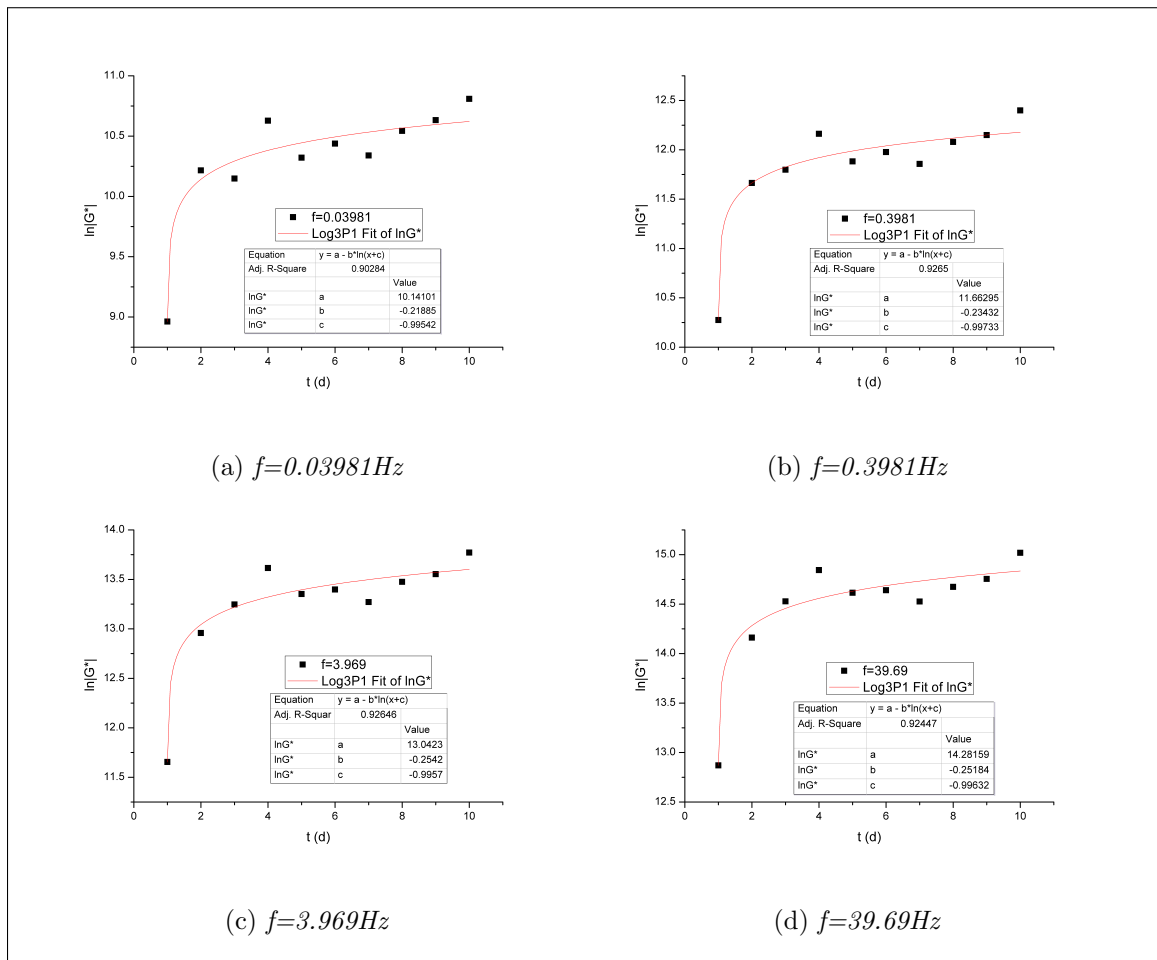 11.0
10.5
10.0
9.5
9.0
ln|G*|
0 2 4 6 8 10
t (d)
f=0.03981
Log3P1 Fit of lnG*
Equation y = a - b*ln(x+c)
Adj. R-Square 0.90284
Value
lnG* a 10.14101
lnG* b -0.21885
lnG* c -0.99542
(a) f=0.03981Hz
12.5
12.0
11.5
11.0
10.5
10.0
ln|G*|
0 2 4 6 8 10
t (d)
f=0.3981
Log3P1 Fit of lnG*
Equation y = a - b*ln(x+c)
Adj. R-Square 0.9265
Value
lnG* a 11.66295
lnG* b -0.23432
lnG* c -0.99733
(b) f=0.3981Hz
14.0
13.5
13.0
12.5
12.0
11.5
ln|G*|
0 2 4 6 8 10
t (d)
f=3.969
Log3P1 Fit of lnG*
Equation y = a - b*ln(x+c)
Adj. R-Squar 0.92646
Value
lnG* a 13.0423
lnG* b -0.2542
lnG* c -0.9957
(c) f=3.969Hz
15.0
14.5
14.0
13.5
13.0
12.5
ln|G*|
0 2 4 6 8 10
t (d)
f=39.69
Log3P1 Fit of lnG*
Equation y = a - b*ln(x+c)
Adj. R-Square 0.92447
Value
lnG* a 14.28159
lnG* b -0.25184
lnG* c -0.99632
(d) f=39.69Hz